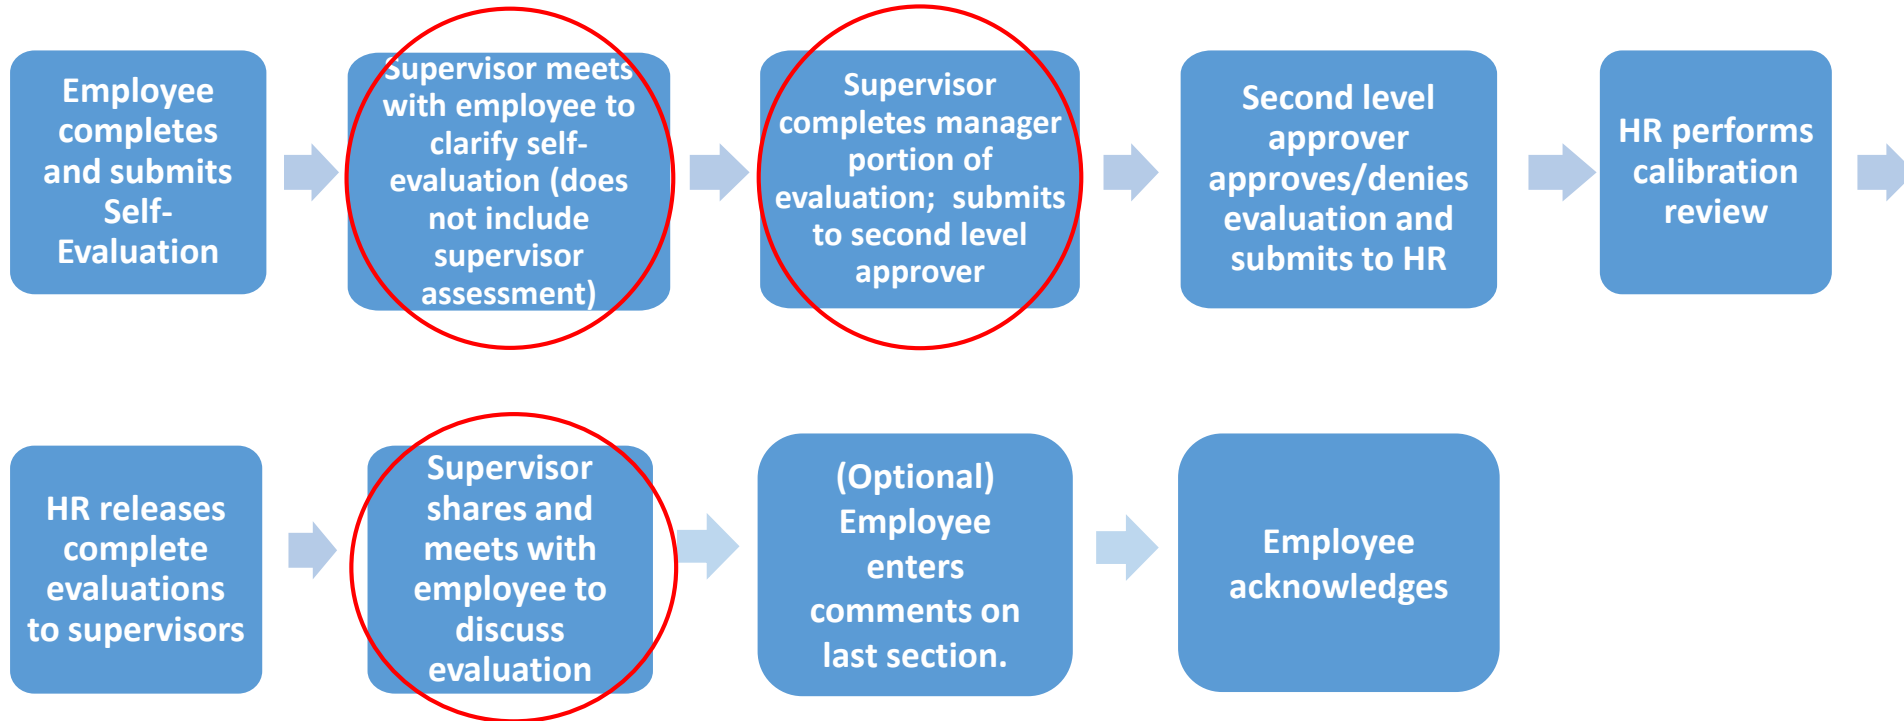 Employee
completes
and submits
Self-
Evaluation
Supervisor meets
with employee to
clarify self-
evaluation (does
not include
supervisor
assessment)
Supervisor
completes manager
portion of
evaluation;  submits
to second level
approver
Second level
approver
approves/denies
evaluation and
submits to HR
HR performs
calibration
review
HR releases
complete
evaluations
to supervisors
Supervisor
shares and
meets with
employee to
discuss
evaluation
(Optional)
Employee
enters
comments on
last section.
Employee
acknowledges